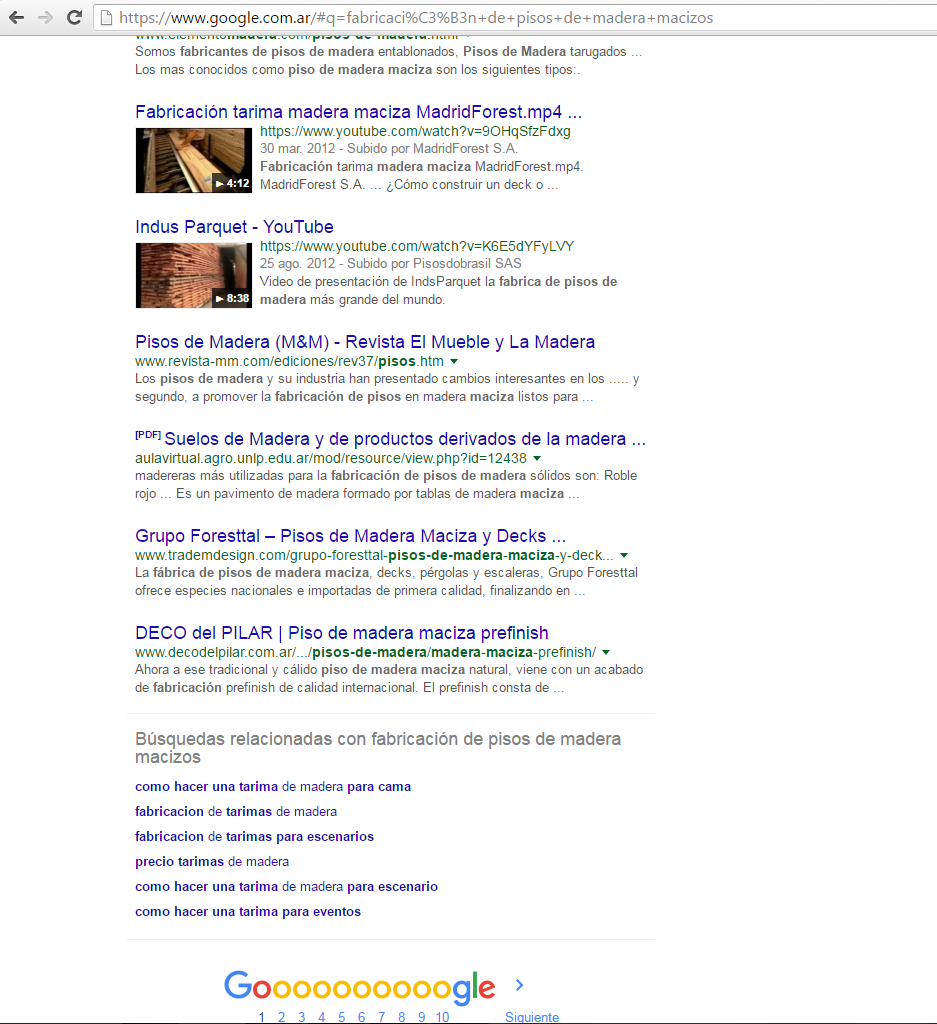 https://www.google.com.ar/#q=fabricaci%C3%B3n+de+pisos+de+madera+macizos
www.elementomadera.com/pisos-de-madera.html
Somos fabricantes de pisos de madera entablonados, Pisos de Madera tarugados ...
Los mas conocidos como piso de madera maciza son los siguientes tipos:.
Fabricación tarima madera maciza MadridForest.mp4 ...
https://www.youtube.com/watch?v=9OHqSfzFdxg
30 mar. 2012 - Subido por MadridForest S.A.
Fabricación tarima madera maciza MadridForest.mp4.
4:12
MadridForest S.A. ... ¿Cómo construir un deck o ...
Indus Parquet - YouTube
https://www.youtube.com/watch?v=K6E5dYFyLVY
25 ago. 2012 - Subido por Pisosdobrasil SAS
Video de presentación de IndsParquet la fabrica de pisos de
8:38
madera más grande del mundo.
Pisos de Madera (M&M) - Revista El Mueble y La Madera
www.revista-mm.com/ediciones/rev37/pisos.htm
Los pisos de madera y su industria han presentado cambios interesantes en los ..... y
segundo, a promover la fabricación de pisos en madera maciza listos para ...
[PDF] Suelos de Madera y de productos derivados de la madera ...
aulavirtual.agro.unlp.edu.ar/mod/resource/view.php?id=12438
madereras más utilizadas para la fabricación de pisos de madera sólidos son: Roble
rojo ... Es un pavimento de madera formado por tablas de madera maciza ...
Grupo Foresttal – Pisos de Madera Maciza y Decks ...
www.trademdesign.com/grupo-foresttal-pisos-de-madera-maciza-y-deck...
La fábrica de pisos de madera maciza, decks, pérgolas y escaleras, Grupo Foresttal
ofrece especies nacionales e importadas de primera calidad, finalizando en ...
DECO del PILAR | Piso de madera maciza prefinish
www.decodelpilar.com.ar/.../pisos-de-madera/madera-maciza-prefinish/
Ahora a ese tradicional y cálido piso de madera maciza natural, viene con un acabado
de fabricación prefinish de calidad internacional. El prefinish consta de ...
Búsquedas relacionadas con fabricación de pisos de madera
macizos
como hacer una tarima de madera para cama
fabricacion de tarimas de madera
fabricacion de tarimas para escenarios
precio tarimas de madera
como hacer una tarima de madera para escenario
como hacer una tarima para eventos
Goooooooooogle
1 2 3 4 5 6 7 8 9 10 Siguiente